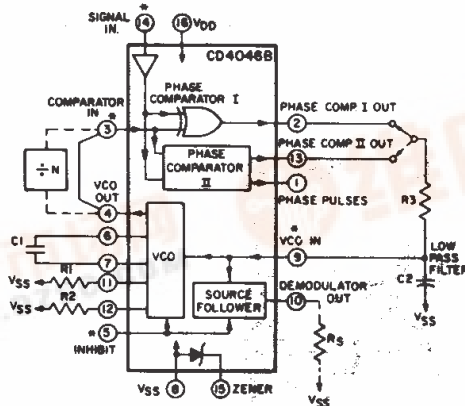 *
SIGNAL IN.
14
16
VDD
CD4046B
PHASE
COMPARATOR I
COMPARATOR
IN
*
3
2
PHASE COMP I OUT
PHASE COMP II OUT
13
PHASE
COMPARATOR
II
1
PHASE PULSES
÷N
VCO
OUT
4
R3
C1
6
7
VCO
*
VCO IN
9
LOW
PASS
FILTER
C2
VSS
VSS
R1
11
VSS
R2
12
SOURCE
FOLLOWER
DEMODULATOR
OUT
10
RS
VSS
*
5
INHIBIT
VSS
8
15
ZENER